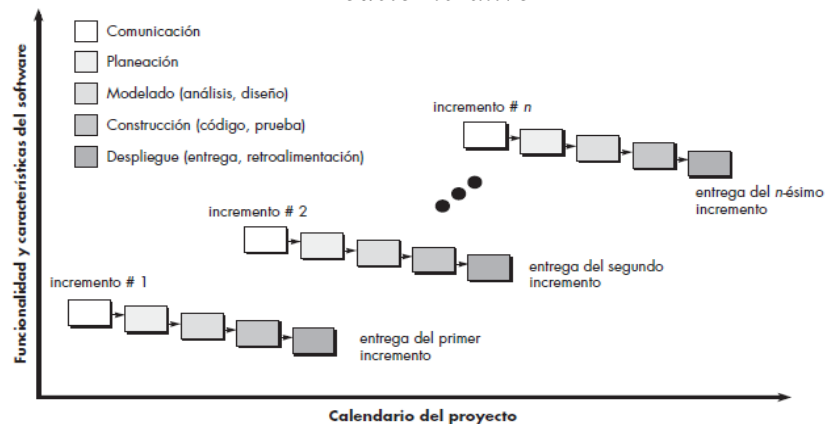 Funcionalidad y características del software
Comunicación
Planeación
Modelado (análisis, diseño)
Construcción (código, prueba)
Despliegue (entrega, retroalimentación)
incremento # n
entrega del n-ésimo
incremento
incremento # 2
entrega del segundo
incremento
incremento # 1
entrega del primer
incremento
Calendario del proyecto